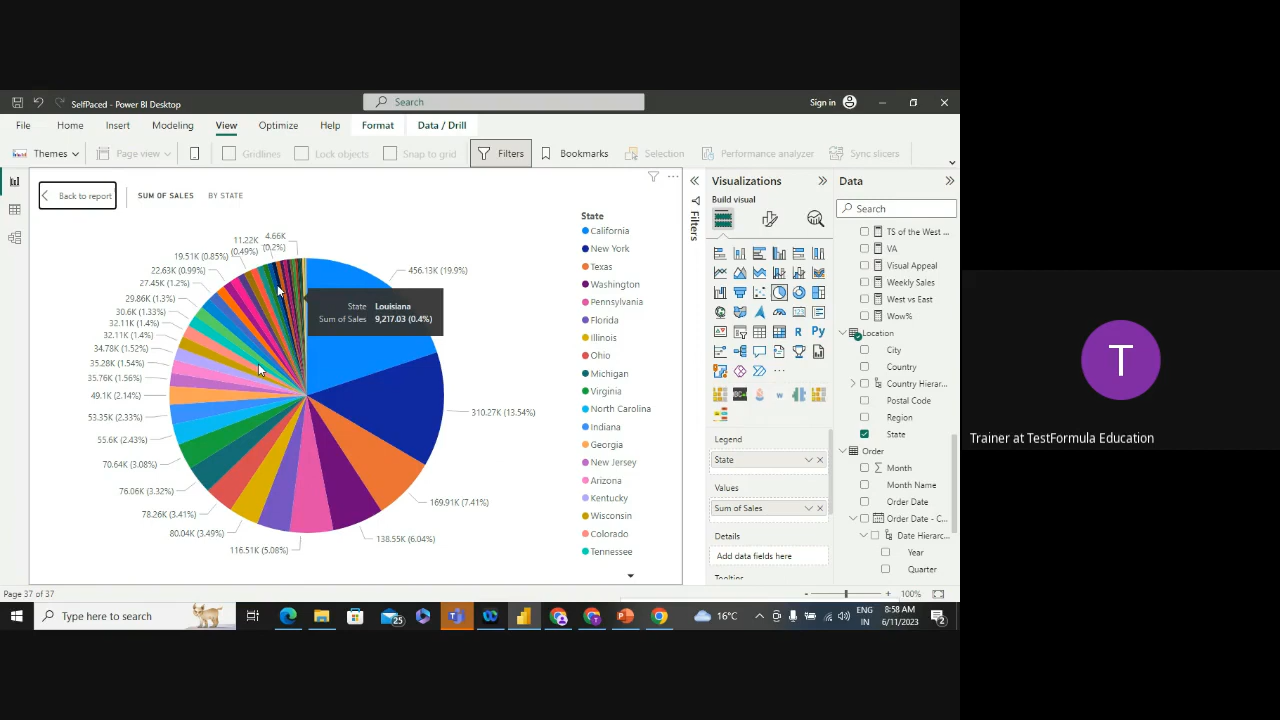 SelfPaced - Power BI Desktop
Search
Sign in
File
Home
Insert
Modeling
View
Optimize
Help
Format
Data / Drill
Themes
Page view
Gridlines
Lock objects
Snap to grid
Filters
Bookmarks
Selection
Performance analyzer
Sync slicers
Back to report
SUM OF SALES
BY STATE
456.13K (19.9%)
310.27K (13.54%)
169.91K (7.41%)
138.55K (6.04%)
116.51K (5.08%)
80.04K (3.49%)
78.26K (3.41%)
76.06K (3.32%)
70.64K (3.08%)
55.6K (2.43%)
53.35K (2.33%)
49.1K (2.14%)
35.76K (1.56%)
35.28K (1.54%)
34.78K (1.52%)
32.11K (1.4%)
32.11K (1.4%)
30.6K (1.33%)
29.86K (1.3%)
27.45K (1.2%)
22.63K (0.99%)
19.51K (0.85%)
11.22K
(0.49%)
4.66K
(0.2%)
State Louisiana
Sum of Sales 9,217.03 (0.4%)
State
California
New York
Texas
Washington
Pennsylvania
Florida
Illinois
Ohio
Michigan
Virginia
North Carolina
Indiana
Georgia
New Jersey
Arizona
Kentucky
Wisconsin
Colorado
Tennessee
Filters
Visualizations
Build visual
R
Py
Legend
State
Values
Sum of Sales
Details
Add data fields here
Data
Search
TS of the West ...
VA
Visual Appeal
Weekly Sales
West vs East
Wow%
Location
City
Country
Country Hierar...
Postal Code
Region
State
Order
Month
Month Name
Order Date
Order Date - C...
Date Hierarc...
Year
Quarter
Page 37 of 37
100%
Type here to search
25
16°C
ENG
IN
8:58 AM
6/11/2023
2
T
Trainer at TestFormula Education